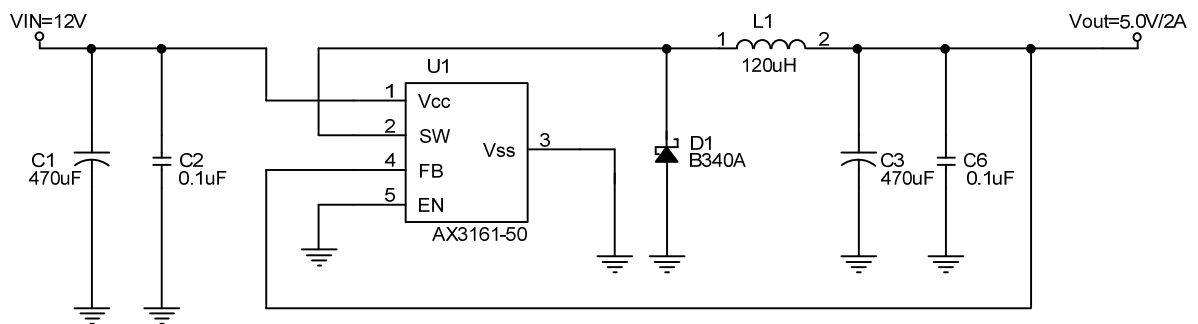 VIN=12V
L1
Vout=5.0V/2A
1
2
120uH
U1
1
Vcc
2
SW
Vss
3
4
FB
5
EN
AX3161-50
C1
470uF
C2
0.1uF
D1
B340A
C3
470uF
C6
0.1uF